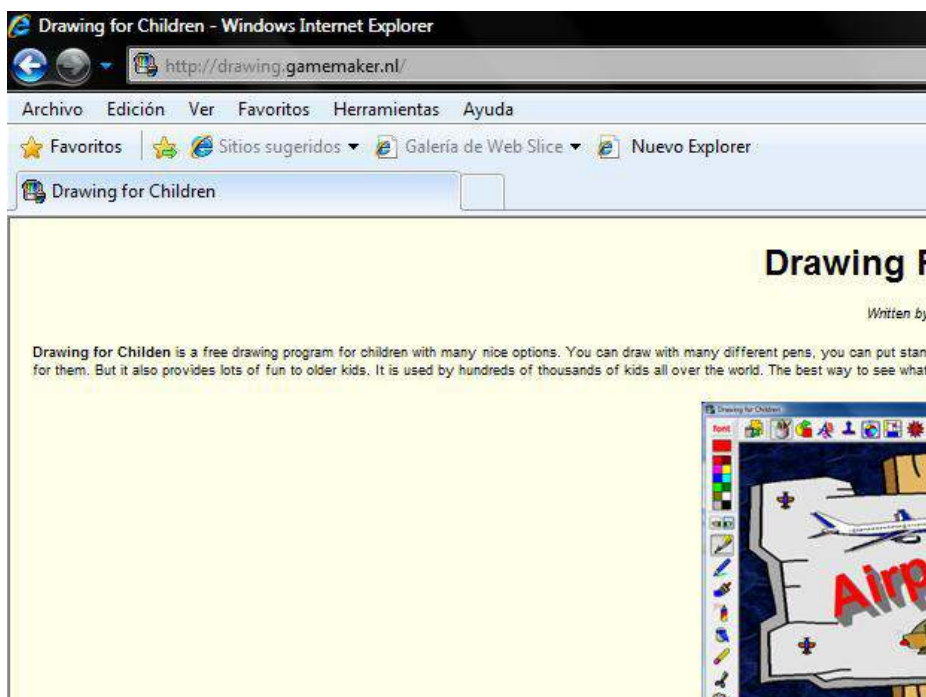 Drawing for Children - Windows Internet Explorer
http://drawing.gamemaker.nl/
Archivo Edición Ver Favoritos Herramientas Ayuda
Favoritos Sitios sugeridos Galería de Web Slice Nuevo Explorer
Drawing for Children
Drawing F
Written by
Drawing for Childen is a free drawing program for children with many nice options. You can draw with many different pens, you can put stan
for them. But it also provides lots of fun to older kids. It is used by hundreds of thousands of kids all over the world. The best way to see what
Drawing for Children
font
Airp